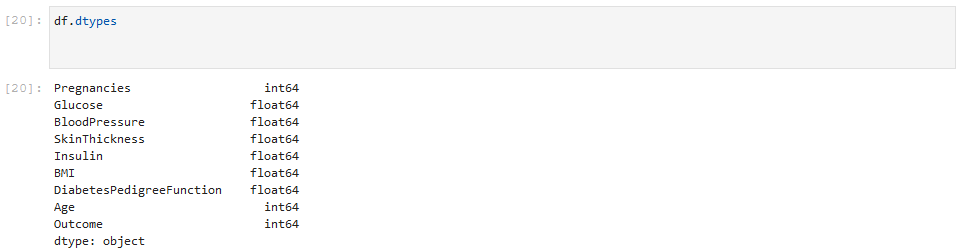 [20]: df.dtypes
[20]: Pregnancies int64
Glucose float64
BloodPressure float64
SkinThickness float64
Insulin float64
BMI float64
DiabetesPedigreeFunction float64
Age int64
Outcome int64
dtype: object